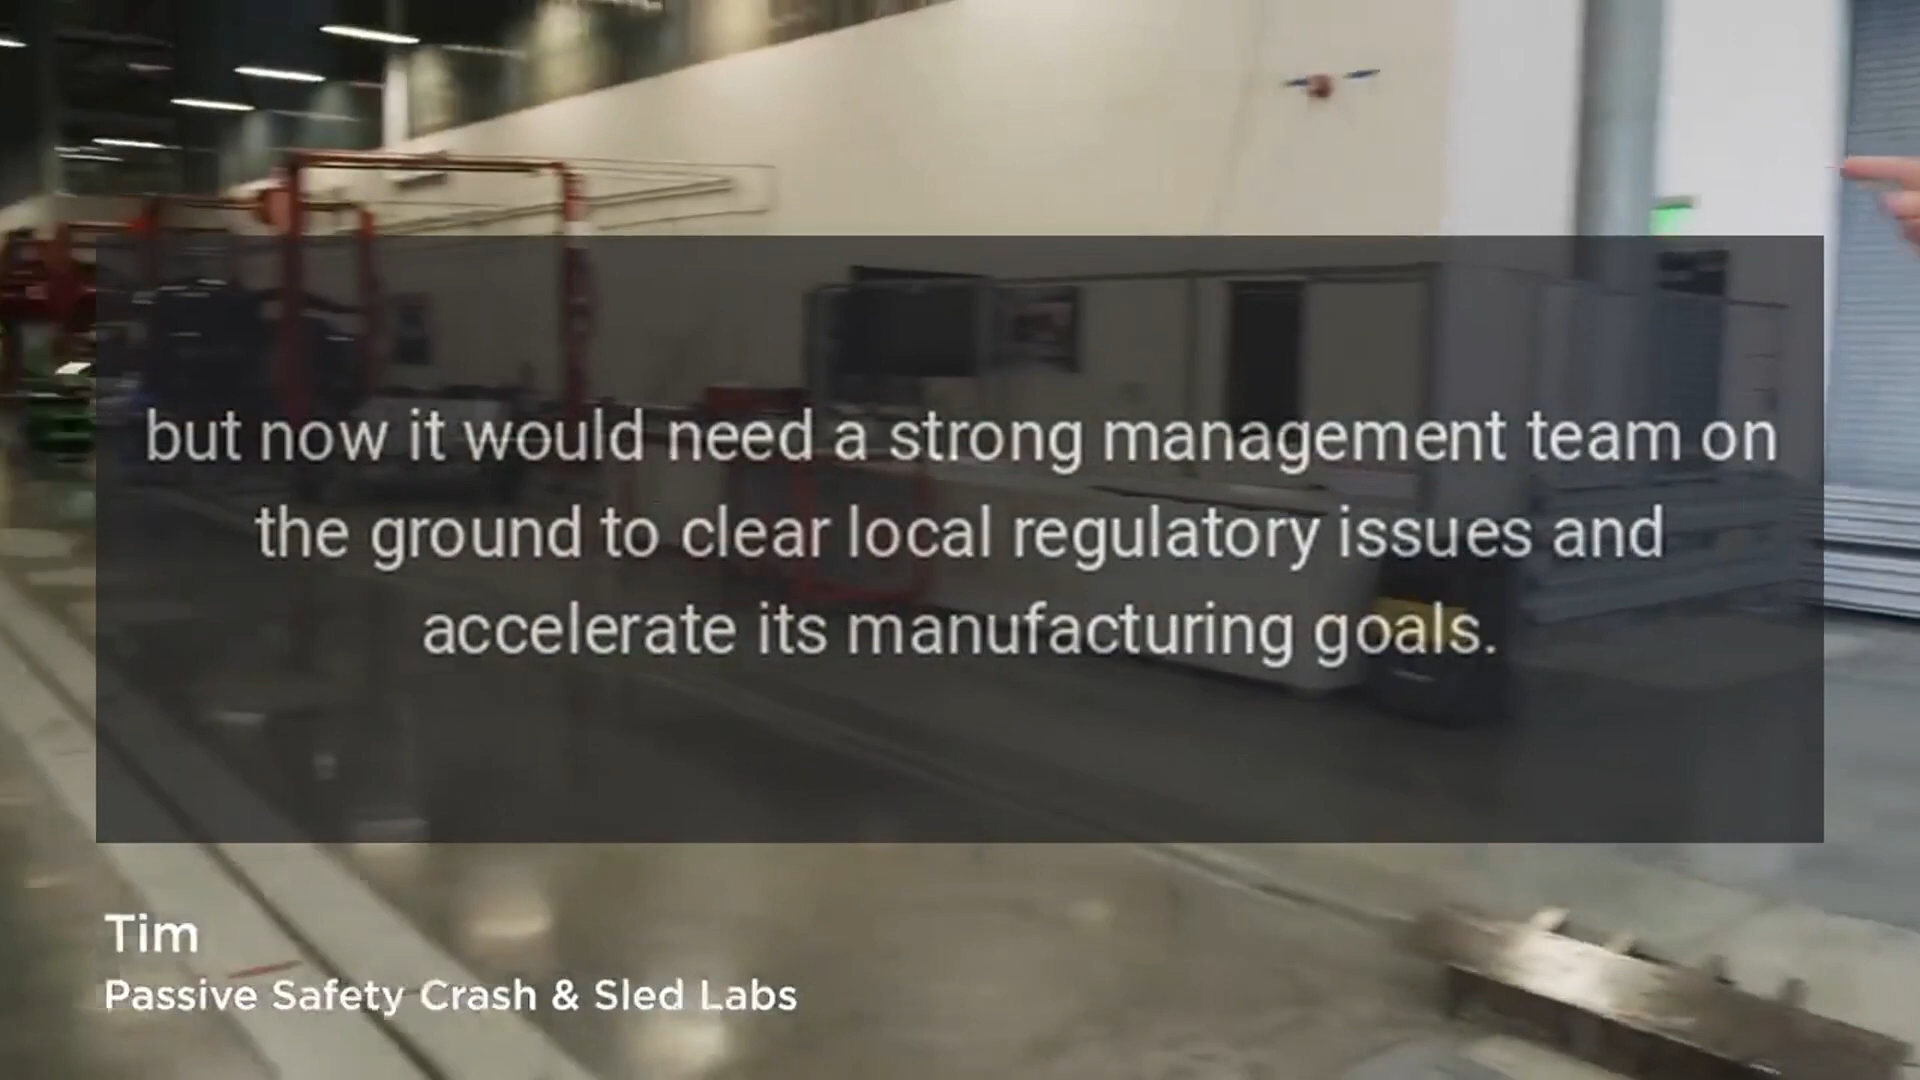 but now it would need a strong management team on
the ground to clear local regulatory issues and
accelerate its manufacturing goals.
Tim
Passive Safety Crash & Sled Labs